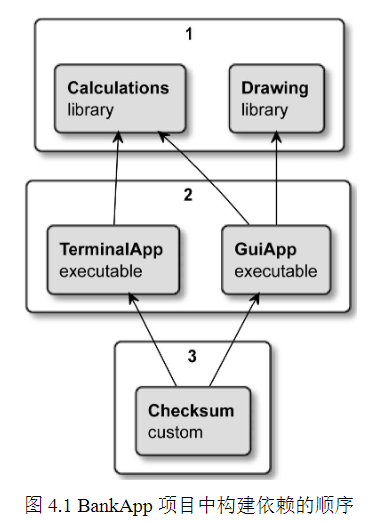 1
Calculations
library
Drawing
library
2
TerminalApp
executable
GuiApp
executable
3
Checksum
custom
图 4.1 BankApp 项目中构建依赖的顺序